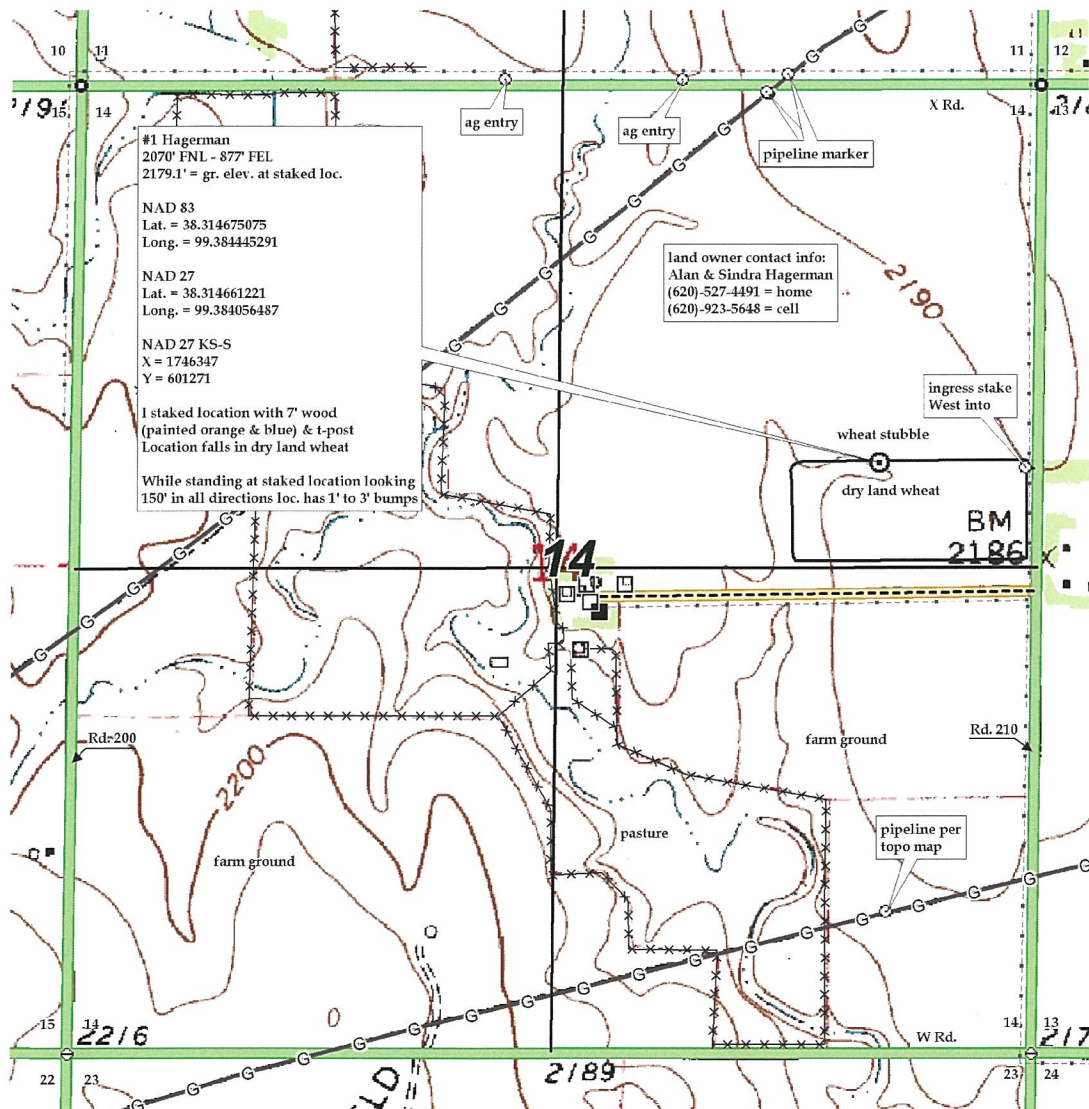 10 11
11 12
15 14
14 13
X Rd.
ag entry
ag entry
pipeline marker
#1 Hagerman
2070' FNL - 877' FEL
2179.1' = gr. elev. at staked loc.
NAD 83
Lat. = 38.314675075
Long. = 99.384445291
NAD 27
Lat. = 38.314661221
Long. = 99.384056487
NAD 27 KS-S
X = 1746347
Y = 601271
I staked location with 7' wood
(painted orange & blue) & t-post
Location falls in dry land wheat
While standing at staked location looking
150' in all directions loc. has 1' to 3' bumps
land owner contact info:
Alan & Sindra Hagerman
(620)-527-4491 = home
(620)-923-5648 = cell
2190
ingress stake
West into
wheat stubble
dry land wheat
BM
2186 X
14
Rd. 200
Rd. 210
2200
farm ground
farm ground
pasture
pipeline per
topo map
15 14
2216
22 23
2189
W Rd.
14 13
23 24
G G G G G G G G G G G G G G G G G